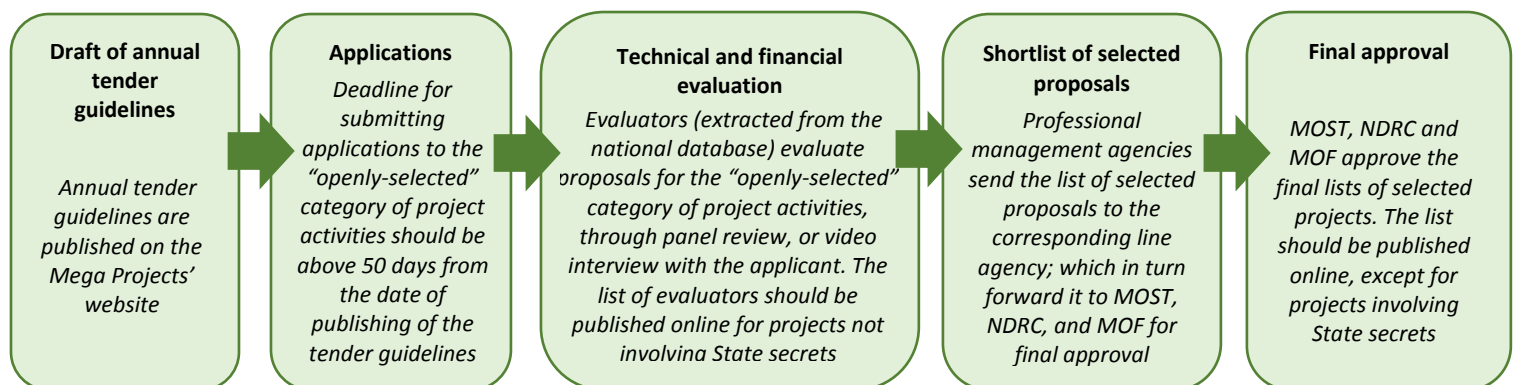 Draft of annual
tender
guidelines
Annual tender
guidelines are
published on the
Mega Projects’
website
Applications
Deadline for
submitting
applications to the
“openly-selected”
category of project
activities should be
above 50 days from
the date of
publishing of the
tender guidelines
Technical and financial
evaluation
Evaluators (extracted from the
national database) evaluate
proposals for the “openly-selected”
category of project activities,
through panel review, or video
interview with the applicant. The
list of evaluators should be
published online for projects not
involving State secrets
Shortlist of selected
proposals
Professional
management agencies
send the list of selected
proposals to the
corresponding line
agency; which in turn
forward it to MOST,
NDRC, and MOF for
final approval
Final approval
MOST, NDRC and
MOF approve the
final lists of selected
projects. The list
should be published
online, except for
projects involving
State secrets